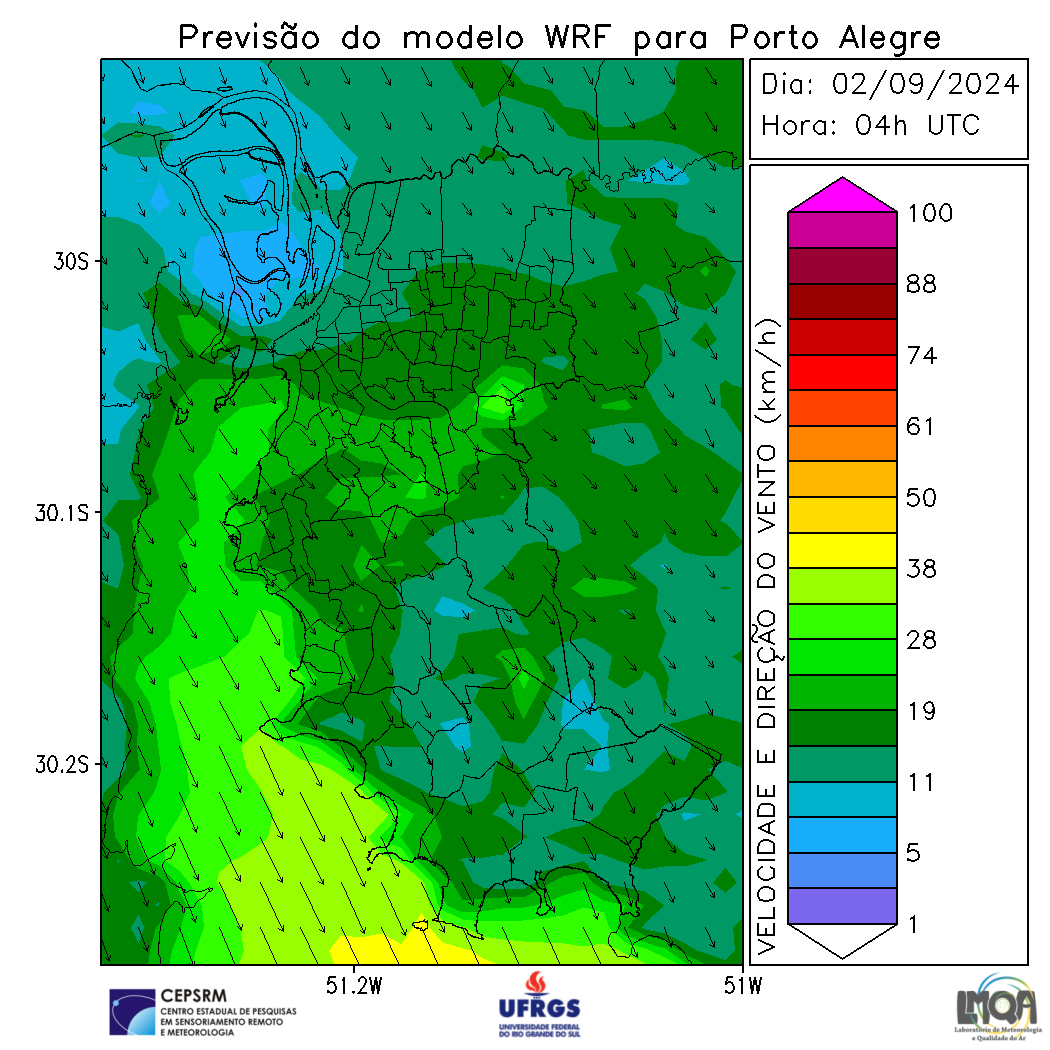 Previsão do modelo WRF para Porto Alegre
Dia: 02/09/2024
Hora: 04h UTC
30S
30.1S
30.2S
51.2W
51W
VELOCIDADE E DIREÇÃO DO VENTO (km/h)
100
88
74
61
50
38
28
19
11
5
1
CEPSRM
CENTRO ESTADUAL DE PESQUISAS
EM SENSORIAMENTO REMOTO
E METEOROLOGIA
UFRGS
UNIVERSIDADE FEDERAL
DO RIO GRANDE DO SUL
LMQA
Laboratório de Meteorologia
e Qualidade do Ar